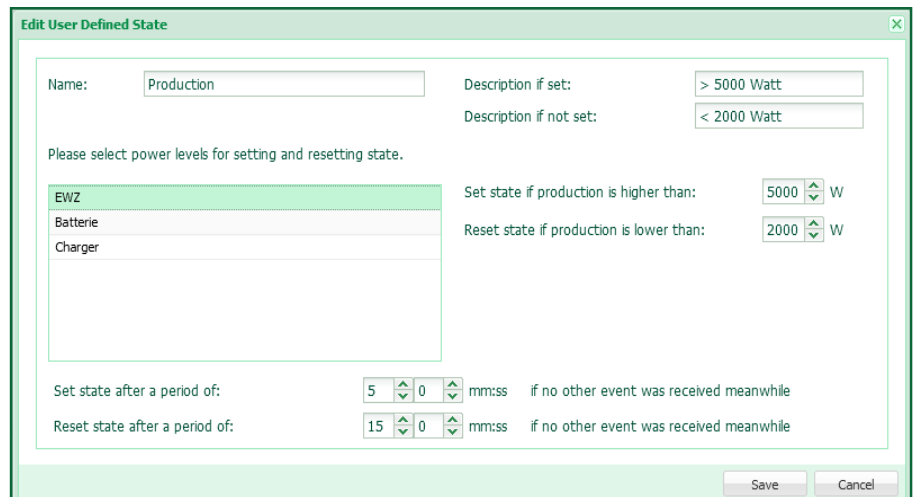 Edit User Defined State
Name: Production
Description if set: > 5000 Watt
Description if not set: < 2000 Watt
Please select power levels for setting and resetting state.
EWZ
Batterie
Charger
Set state if production is higher than: 5000 W
Reset state if production is lower than: 2000 W
Set state after a period of: 5 0 mm:ss if no other event was received meanwhile
Reset state after a period of: 15 0 mm:ss if no other event was received meanwhile
Save Cancel